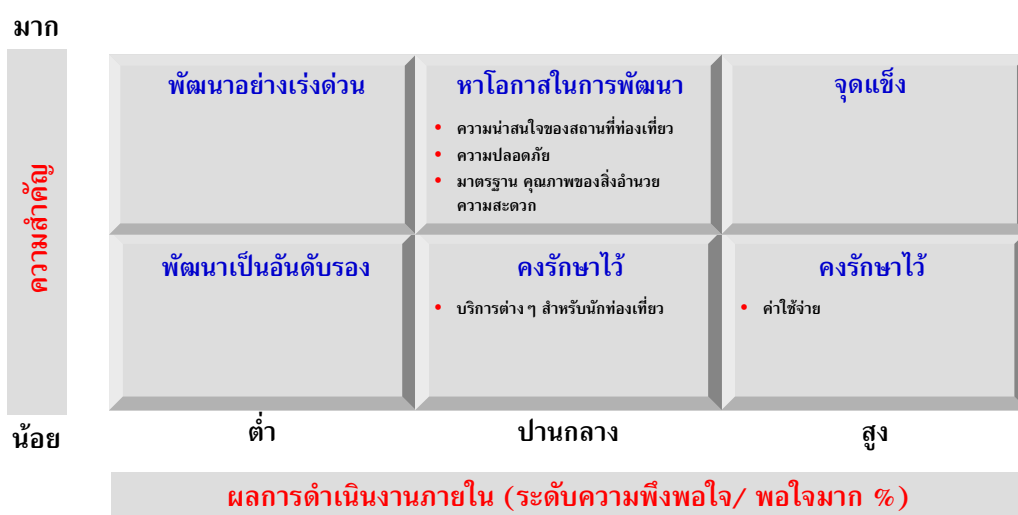 มาก
ความสำคัญ
พัฒนาอย่างเร่งด่วน
หาโอกาสในการพัฒนา
• ความน่าสนใจของสถานที่ท่องเที่ยว
• ความปลอดภัย
• มาตรฐาน คุณภาพของสิ่งอำนวย
ความสะดวก
จุดแข็ง
พัฒนาเป็นอันดับรอง
คงรักษาไว้
• บริการต่างๆ สำหรับนักท่องเที่ยว
คงรักษาไว้
• ค่าใช้จ่าย
น้อย
ต่ำ
ปานกลาง
สูง
ผลการดำเนินงานภายใน (ระดับความพึงพอใจ/ พอใจมาก %)